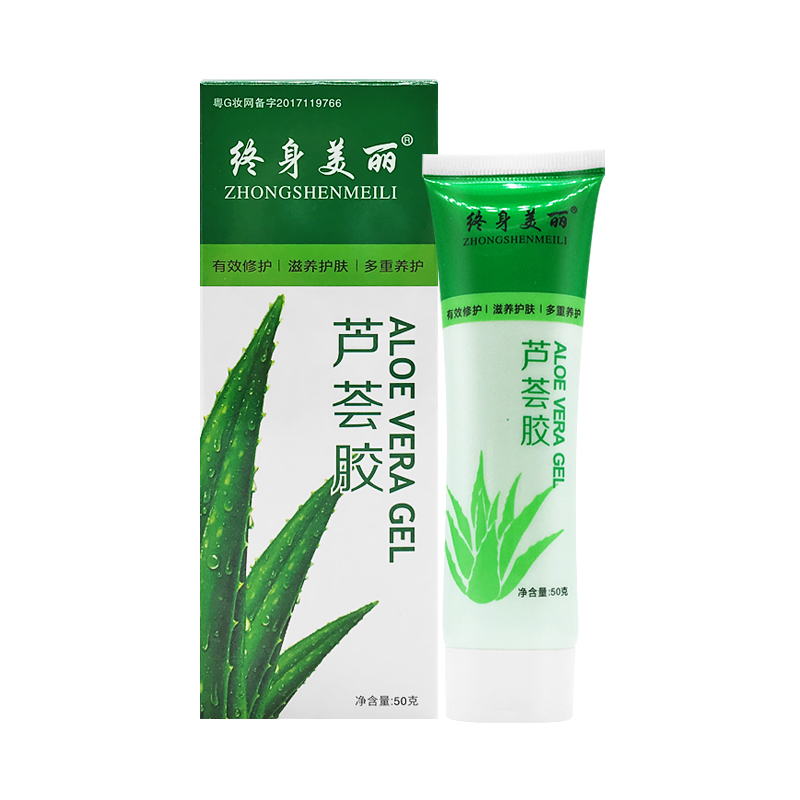 粤G妆网备字2017119766
终身美丽®
ZHONGSHENMEILI
有效修护 | 滋养护肤 | 多重养护
芦荟胶
ALOE VERA GEL
净含量:50克
终身美丽®
ZHONGSHENMEILI
有效修护 | 滋养护肤 | 多重养护
芦荟胶
ALOE VERA GEL
净含量:50克